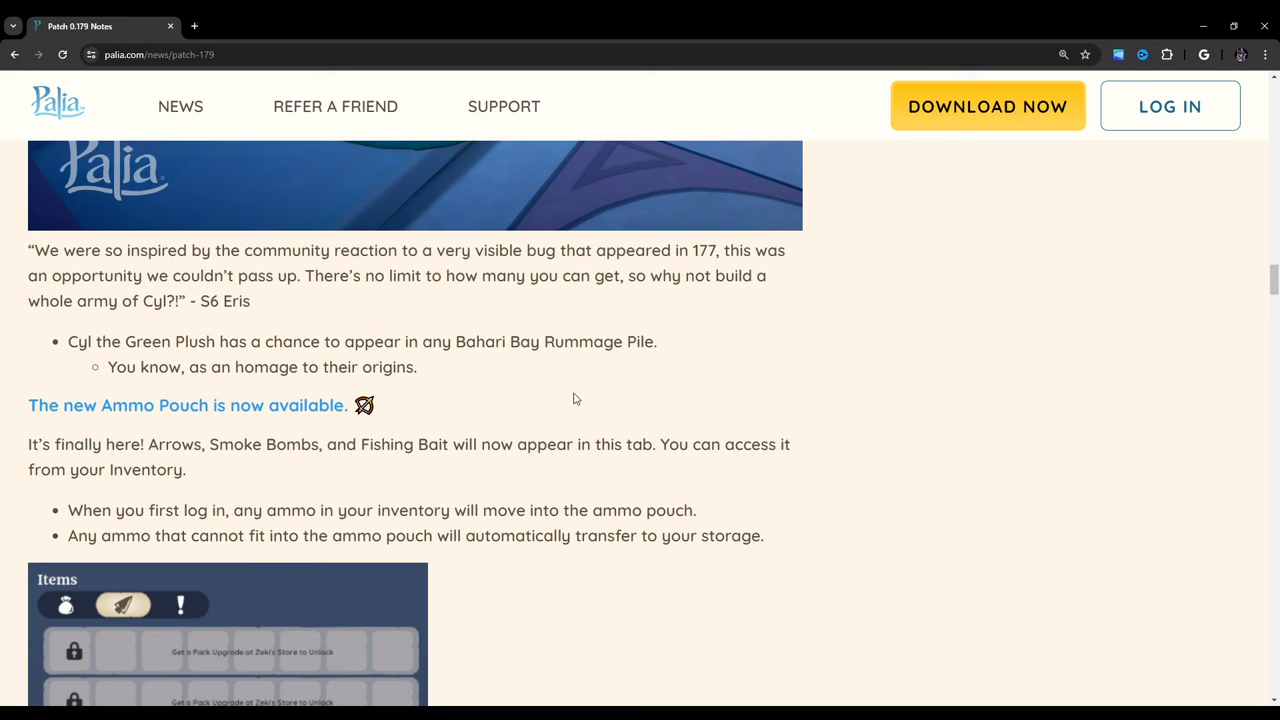 Patch 0.179 Notes
palia.com/news/patch-179
Palia
NEWS
REFER A FRIEND
SUPPORT
DOWNLOAD NOW
LOG IN
Palia
“We were so inspired by the community reaction to a very visible bug that appeared in 177, this was
an opportunity we couldn’t pass up. There’s no limit to how many you can get, so why not build a
whole army of Cyl?!” - S6 Eris
• Cyl the Green Plush has a chance to appear in any Bahari Bay Rummage Pile.
○ You know, as an homage to their origins.
The new Ammo Pouch is now available.
It’s finally here! Arrows, Smoke Bombs, and Fishing Bait will now appear in this tab. You can access it
from your Inventory.
• When you first log in, any ammo in your inventory will move into the ammo pouch.
• Any ammo that cannot fit into the ammo pouch will automatically transfer to your storage.
Items
Get a Pack Upgrade at Zeki's Store to Unlock
Get a Pack Upgrade at Zeki's Store to Unlock